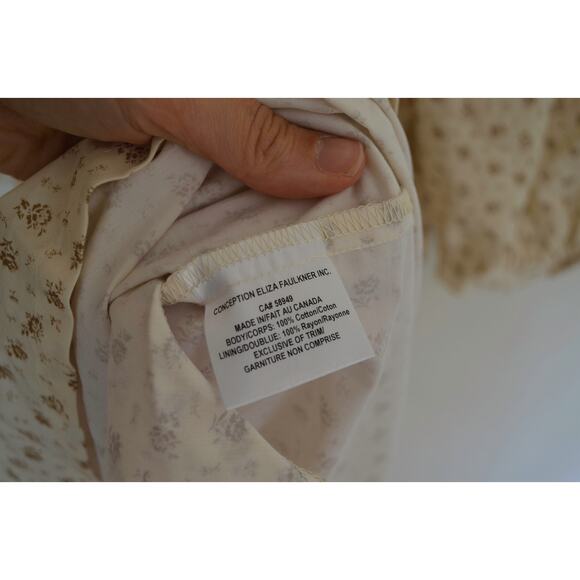 CONCEPTION ELIZA FAULKNER INC.
CA# 58949
MADE IN/FAIT AU CANADA
BODY/CORPS: 100% Cotton/Coton
LINING/DOUBLURE: 100% Rayon/Rayonne
EXCLUSIVE OF TRIM/
GARNITURE NON COMPRISE